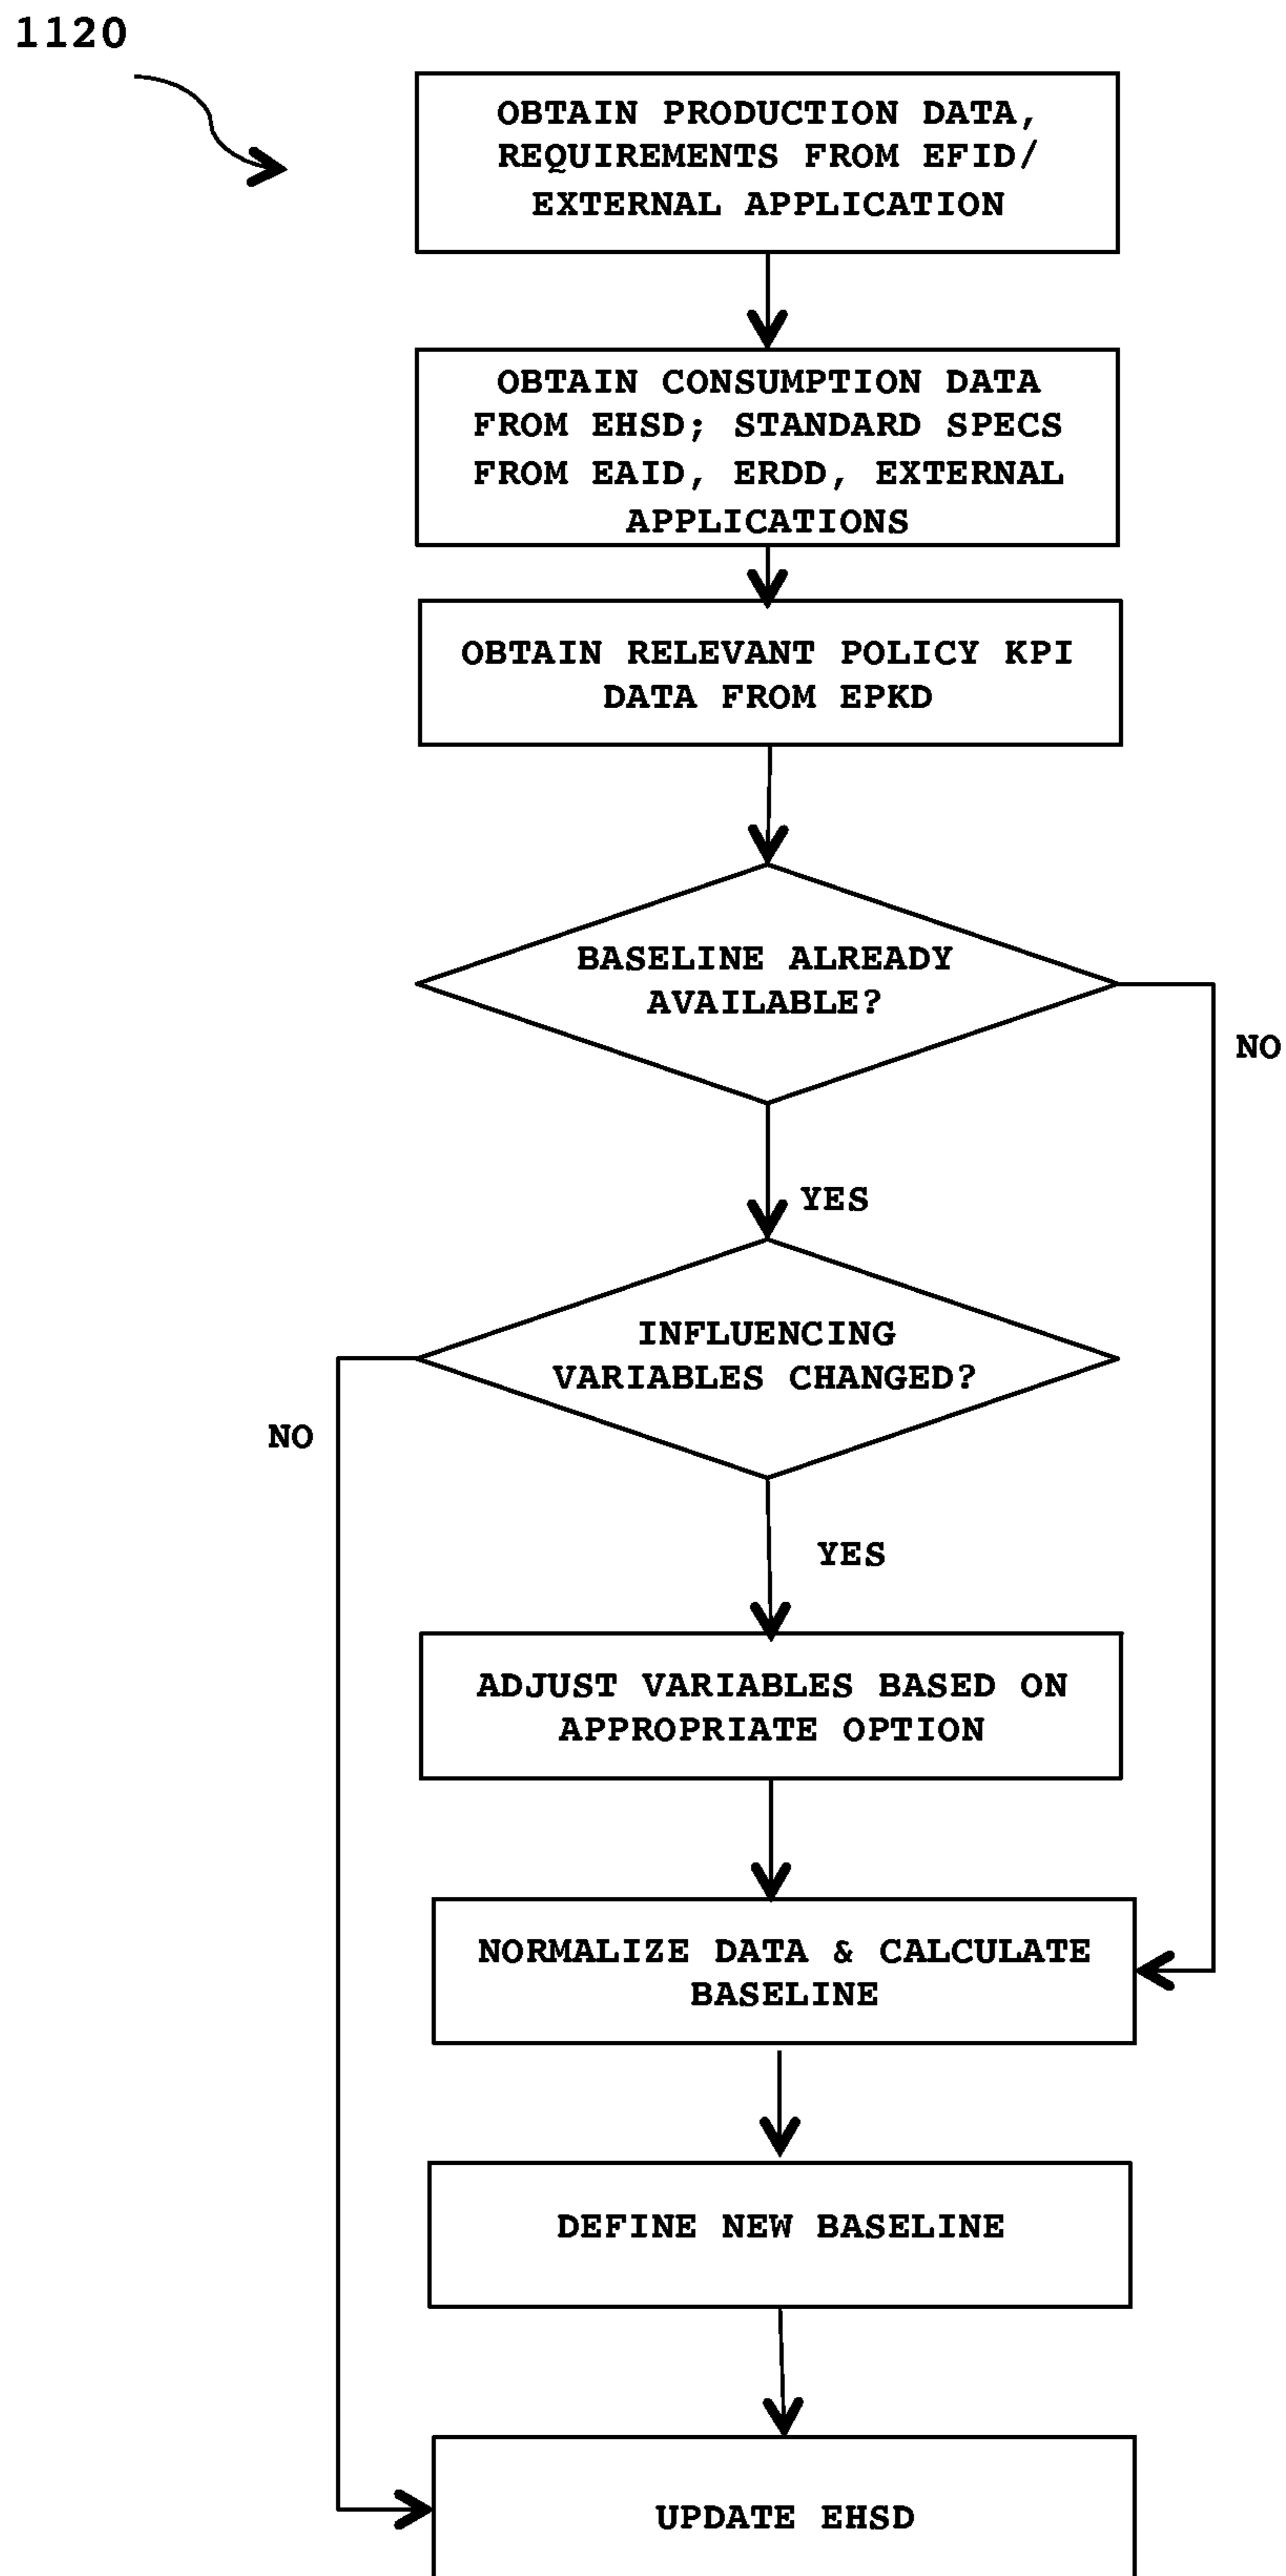 1120
OBTAIN PRODUCTION DATA,
REQUIREMENTS FROM EFID/
EXTERNAL APPLICATION
OBTAIN CONSUMPTION DATA
FROM EHSD; STANDARD SPECS
FROM EAID, ERDD, EXTERNAL
APPLICATIONS
OBTAIN RELEVANT POLICY KPI
DATA FROM EPKD
BASELINE ALREADY
AVAILABLE?
NO
YES
INFLUENCING
VARIABLES CHANGED?
NO
YES
ADJUST VARIABLES BASED ON
APPROPRIATE OPTION
NORMALIZE DATA & CALCULATE
BASELINE
DEFINE NEW BASELINE
UPDATE EHSD